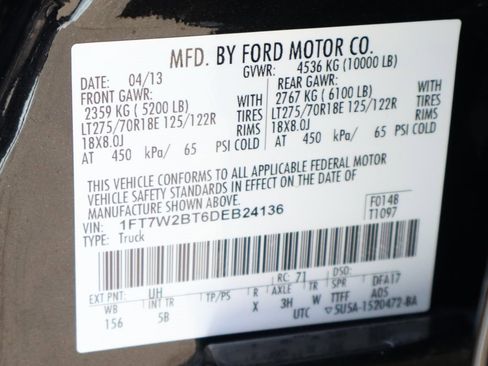 MFD. BY FORD MOTOR CO.
DATE: 04/13 GVWR: 4536 KG (10000 LB)
FRONT GAWR: REAR GAWR:
2359 KG ( 5200 LB) WITH 2767 KG ( 6100 LB) WITH
LT275/70R18E 125/122R TIRES LT275/70R18E 125/122R TIRES
18X8.0J RIMS 18X8.0J RIMS
AT 450 kPa/ 65 PSI COLD AT 450 kPa/ 65 PSI COLD
THIS VEHICLE CONFORMS TO ALL APPLICABLE FEDERAL MOTOR
VEHICLE SAFETY STANDARDS IN EFFECT ON THE DATE OF
MANUFACTURE SHOWN ABOVE.
VIN: 1FT7W2BT6DEB24136 F0148
TYPE: Truck T1097
EXT PNT: UH RC: 71 DSO:
WB INT TR TP/PS R AXLE TR SPR DFA17
156 5B X 3H W TTFF ADS
UTC 5U5A-1520472-BA